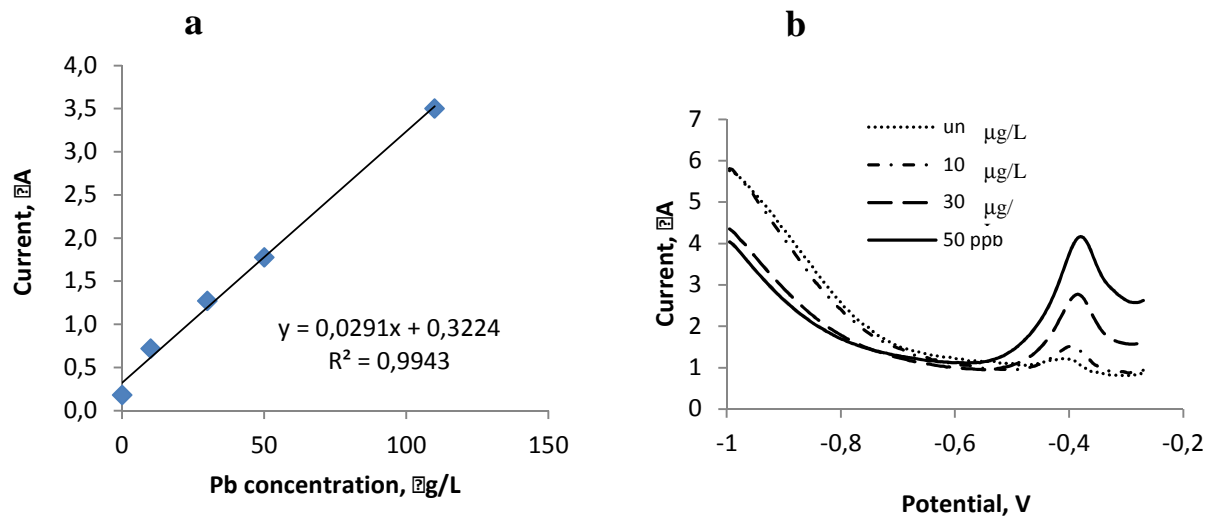 a
4,0
3,5
3,0
2,5
2,0
1,5
1,0
0,5
0,0
Current, ⍰A
y = 0,0291x + 0,3224
R² = 0,9943
0 50 100 150
Pb concentration, ⍰g/L
b
7
6
5
4
3
2
1
0
Current, ⍰A
un µg/L
10 µg/L
30 µg/
50 ppb
-1 -0,8 -0,6 -0,4 -0,2
Potential, V